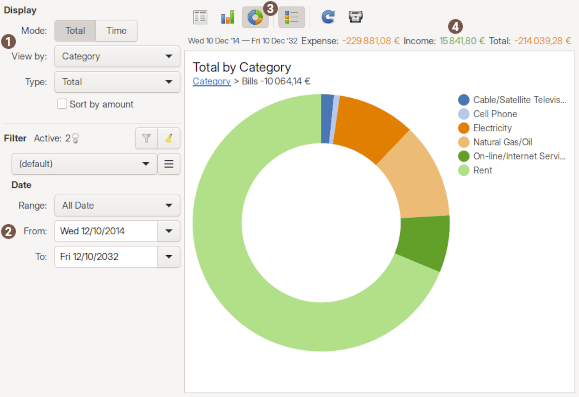 Display
Mode: Total Time
1
View by: Category
Type: Total
Sort by amount
Filter Active: 2
(default)
Date
Range: All Date
2
From: Wed 12/10/2014
To: Fri 12/10/2032
3
4
Wed 10 Dec '14 — Fri 10 Dec '32 Expense: -229 881,08 € Income: 15 841,80 € Total: -214 039,28 €
Total by Category
Category > Bills -10 064,14 €
Cable/Satellite Televis...
Cell Phone
Electricity
Natural Gas/Oil
On-line/Internet Servi...
Rent